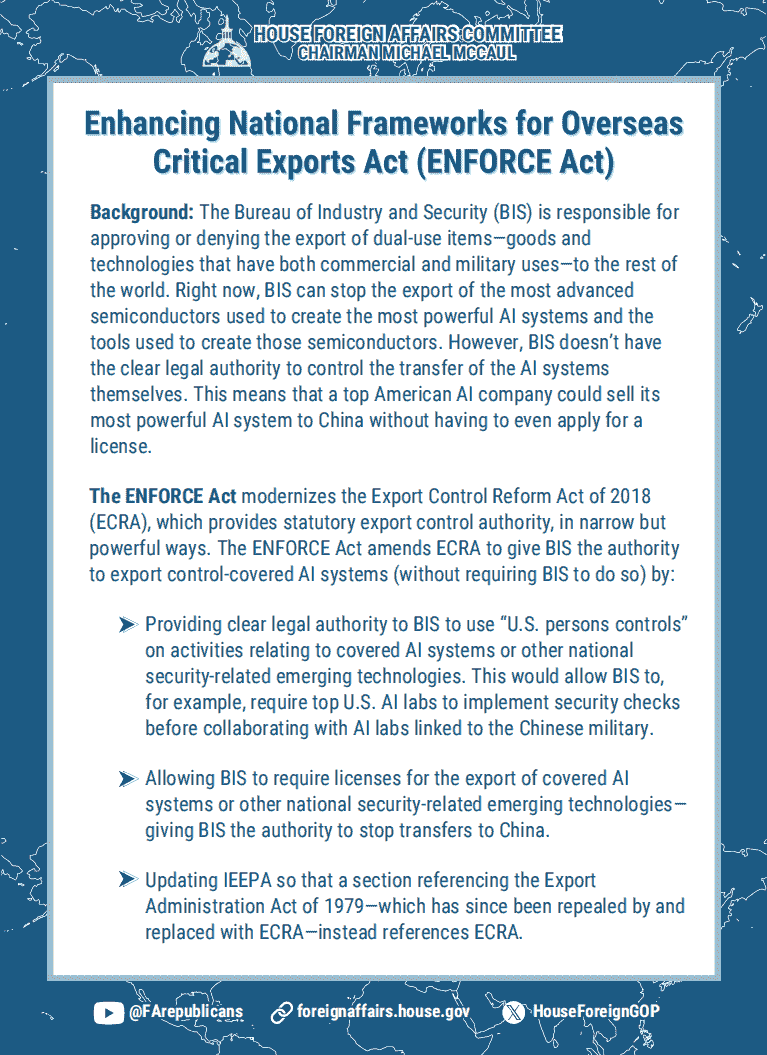 HOUSE FOREIGN AFFAIRS COMMITTEE
CHAIRMAN MICHAEL MCCAUL
Enhancing National Frameworks for Overseas
Critical Exports Act (ENFORCE Act)
Background: The Bureau of Industry and Security (BIS) is responsible for
approving or denying the export of dual-use items—goods and
technologies that have both commercial and military uses—to the rest of
the world. Right now, BIS can stop the export of the most advanced
semiconductors used to create the most powerful AI systems and the
tools used to create those semiconductors. However, BIS doesn't have
the clear legal authority to control the transfer of the AI systems
themselves. This means that a top American AI company could sell its
most powerful AI system to China without having to even apply for a
license.
The ENFORCE Act modernizes the Export Control Reform Act of 2018
(ECRA), which provides statutory export control authority, in narrow but
powerful ways. The ENFORCE Act amends ECRA to give BIS the authority
to export control-covered AI systems (without requiring BIS to do so) by:
➤ Providing clear legal authority to BIS to use “U.S. persons controls”
on activities relating to covered AI systems or other national
security-related emerging technologies. This would allow BIS to,
for example, require top U.S. AI labs to implement security checks
before collaborating with AI labs linked to the Chinese military.
➤ Allowing BIS to require licenses for the export of covered AI
systems or other national security-related emerging technologies—
giving BIS the authority to stop transfers to China.
➤ Updating IEEPA so that a section referencing the Export
Administration Act of 1979—which has since been repealed by and
replaced with ECRA—instead references ECRA.
@FArepublicans foreignaffairs.house.gov HouseForeignGOP